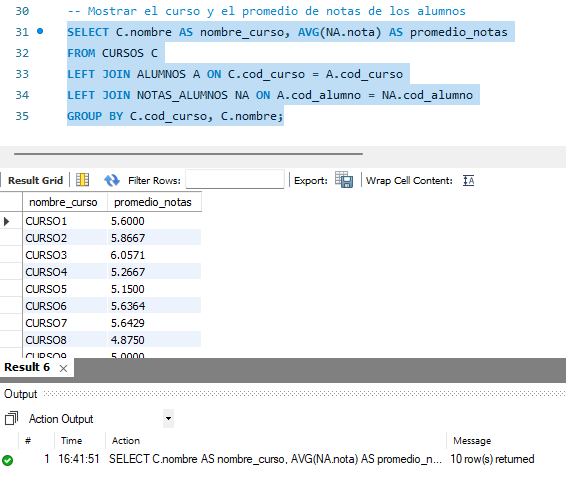 30 -- Mostrar el curso y el promedio de notas de los alumnos
31 SELECT C.nombre AS nombre_curso, AVG(NA.nota) AS promedio_notas
32 FROM CURSOS C
33 LEFT JOIN ALUMNOS A ON C.cod_curso = A.cod_curso
34 LEFT JOIN NOTAS_ALUMNOS NA ON A.cod_alumno = NA.cod_alumno
35 GROUP BY C.cod_curso, C.nombre;
Result Grid Filter Rows: Export: Wrap Cell Content: IA
nombre_curso promedio_notas
CURSO1 5.6000
CURSO2 5.8667
CURSO3 6.0571
CURSO4 5.2667
CURSO5 5.1500
CURSO6 5.6364
CURSO7 5.6429
CURSO8 4.8750
CURSO9 5.0000
Result 6
Output
Action Output
# Time Action Message
1 16:41:51 SELECT C.nombre AS nombre_curso, AVG(NA.nota) AS promedio_n... 10 row(s) returned